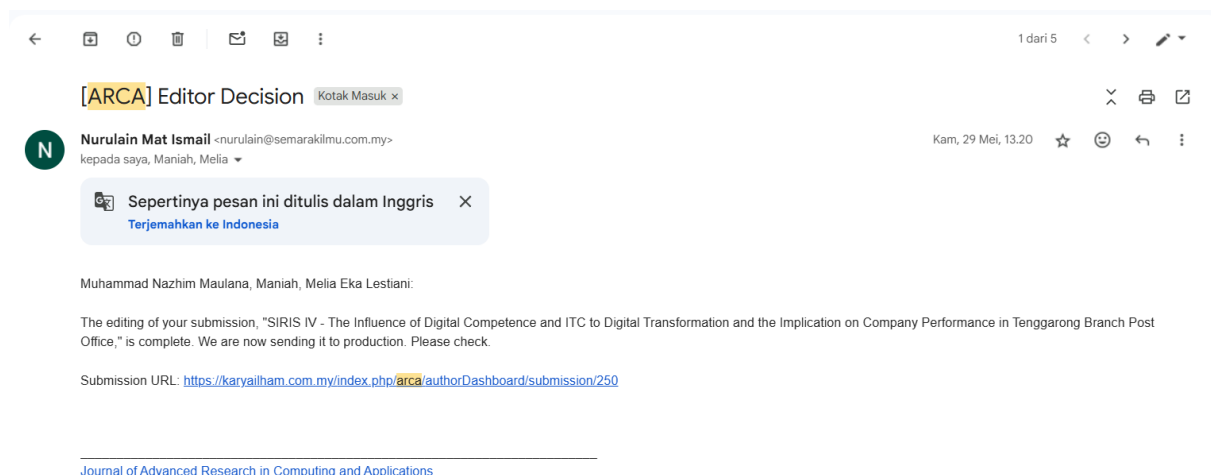 1 dari 5
[ARCA] Editor Decision Kotak Masuk ×
N
Nurulain Mat Ismail <nurulain@semarakilmu.com.my>
Kam, 29 Mei, 13.20
kepada saya, Maniah, Melia
Sepertinya pesan ini ditulis dalam Inggris
Terjemahkan ke Indonesia
Muhammad Nazhim Maulana, Maniah, Melia Eka Lestiani:
The editing of your submission, "SIRIS IV - The Influence of Digital Competence and ITC to Digital Transformation and the Implication on Company Performance in Tenggarong Branch Post
Office," is complete. We are now sending it to production. Please check.
Submission URL: https://karyailham.com.my/index.php/arca/authorDashboard/submission/250
Journal of Advanced Research in Computing and Applications